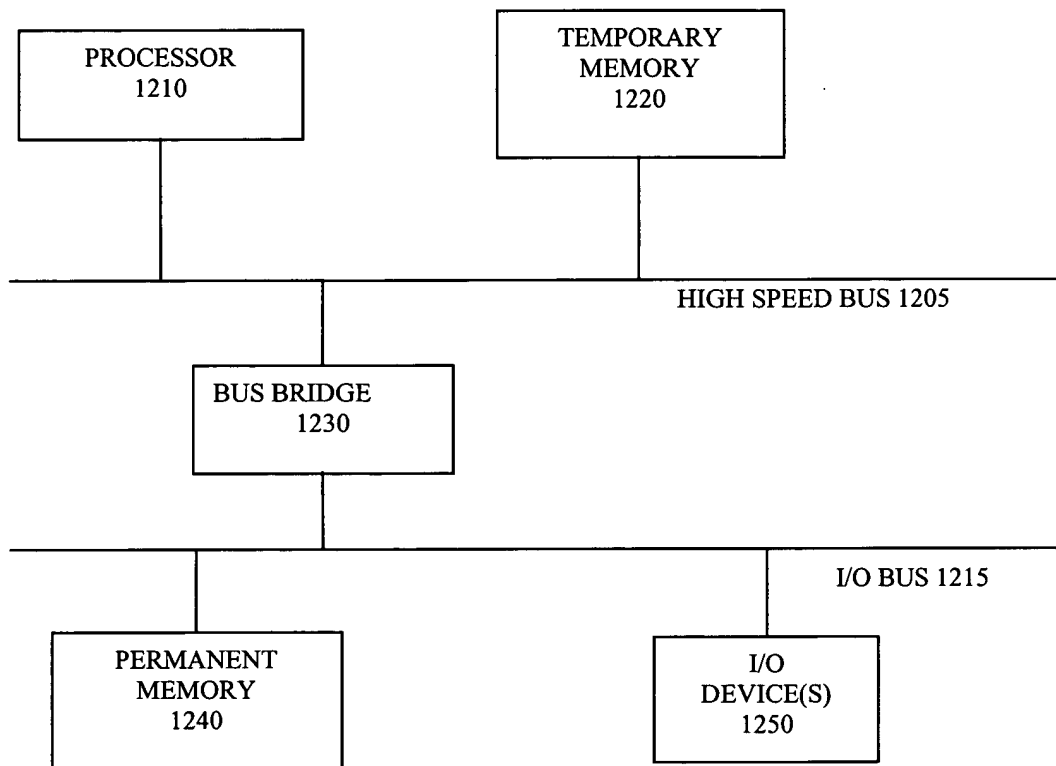 PROCESSOR
1210
TEMPORARY
MEMORY
1220
HIGH SPEED BUS 1205
BUS BRIDGE
1230
I/O BUS 1215
PERMANENT
MEMORY
1240
I/O
DEVICE(S)
1250